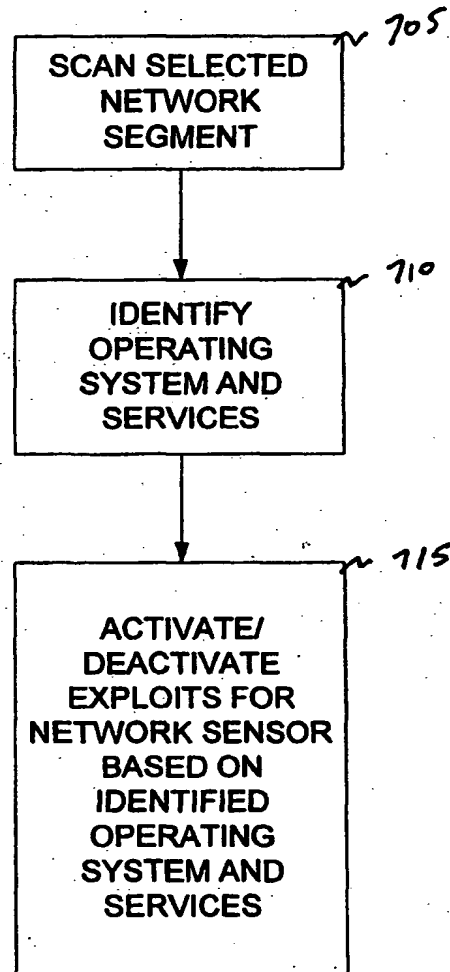 705
SCAN SELECTED
NETWORK
SEGMENT
710
IDENTIFY
OPERATING
SYSTEM AND
SERVICES
715
ACTIVATE/
DEACTIVATE
EXPLOITS FOR
NETWORK SENSOR
BASED ON
IDENTIFIED
OPERATING
SYSTEM AND
SERVICES